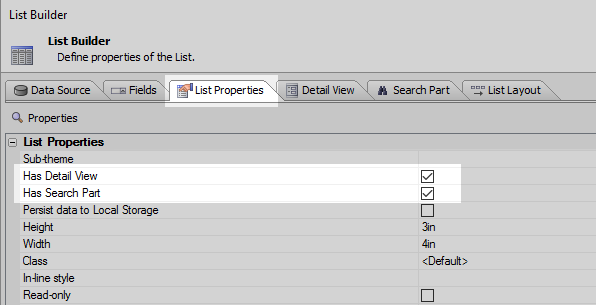 List Builder
List Builder
Define properties of the List.
Data Source Fields List Properties Detail View Search Part List Layout
Properties
List Properties
Sub-theme
Has Detail View
Has Search Part
Persist data to Local Storage
Height 3in
Width 4in
Class <Default>
In-line style
Read-only